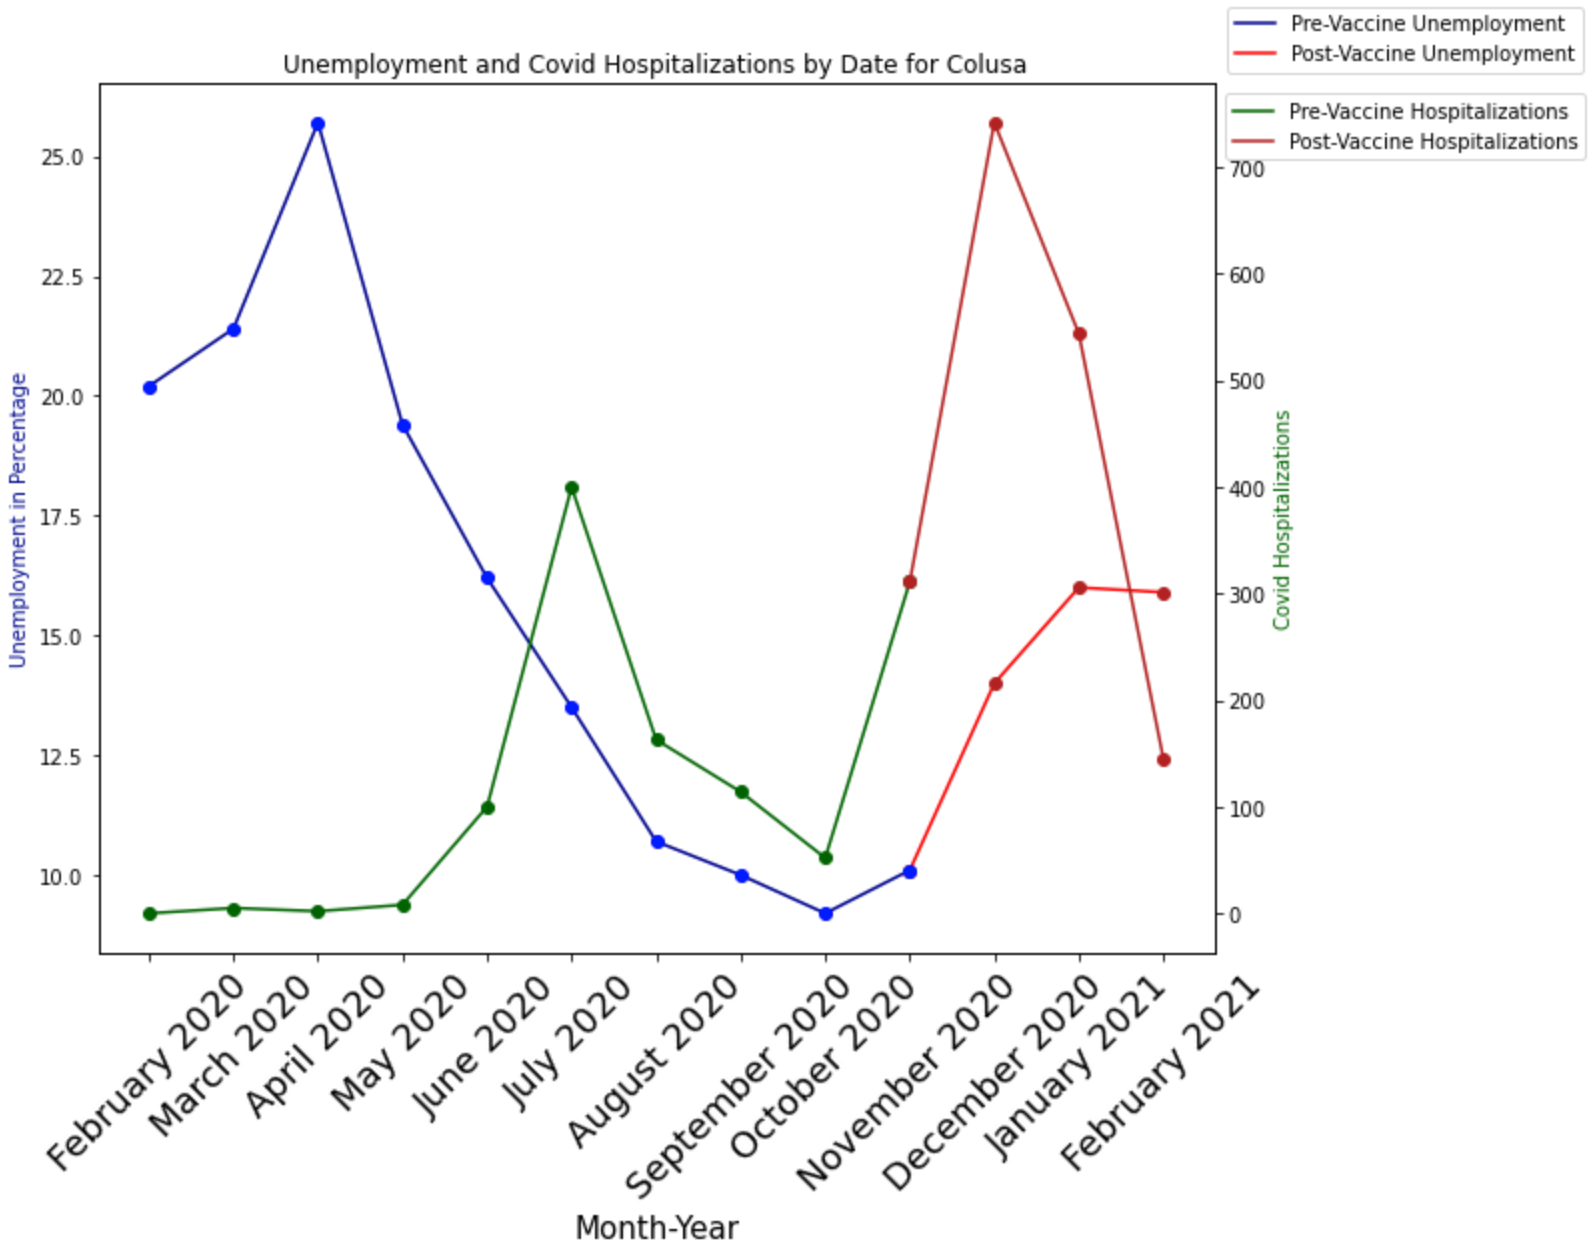 Pre-Vaccine Unemployment
Post-Vaccine Unemployment
Unemployment and Covid Hospitalizations by Date for Colusa
Pre-Vaccine Hospitalizations
Post-Vaccine Hospitalizations
Unemployment in Percentage
25.0
22.5
20.0
17.5
15.0
12.5
10.0
700
600
500
400
300
200
100
0
Covid Hospitalizations
February 2020
March 2020
April 2020
May 2020
June 2020
July 2020
August 2020
September 2020
October 2020
November 2020
December 2020
January 2021
February 2021
Month-Year